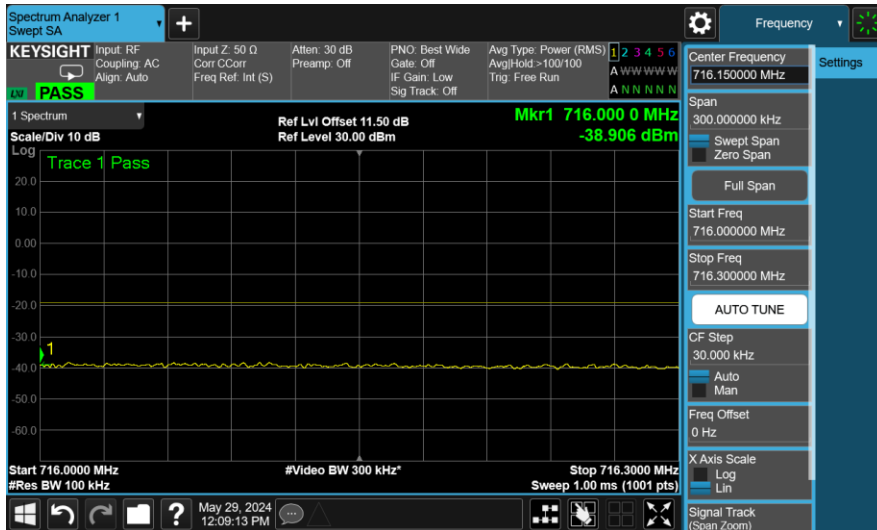 Spectrum Analyzer 1
Swept SA
Frequency
KEYSIGHT
Input: RF
Coupling: AC
Align: Auto
Input Z: 50 Ω
Corr CCorr
Freq Ref: Int (S)
Atten: 30 dB
Preamp: Off
PNO: Best Wide
Gate: Off
IF Gain: Low
Sig Track: Off
Avg Type: Power (RMS)
Avg|Hold:>100/100
Trig: Free Run
1 2 3 4 5 6
A W W W W W
A N N N N N
LXI
PASS
1 Spectrum
Scale/Div 10 dB
Ref Lvl Offset 11.50 dB
Ref Level 30.00 dBm
Mkr1 716.000 0 MHz
-38.906 dBm
Log
Trace 1 Pass
20.0
10.0
0.00
-10.0
-20.0
-30.0
1
-40.0
-50.0
-60.0
Start 716.0000 MHz
#Res BW 100 kHz
#Video BW 300 kHz*
Stop 716.3000 MHz
Sweep 1.00 ms (1001 pts)
May 29, 2024
12:09:13 PM
Center Frequency
716.150000 MHz
Span
300.000000 kHz
Swept Span
Zero Span
Full Span
Start Freq
716.000000 MHz
Stop Freq
716.300000 MHz
AUTO TUNE
CF Step
30.000 kHz
Auto
Man
Freq Offset
0 Hz
X Axis Scale
Log
Lin
Signal Track
(Span Zoom)
Settings